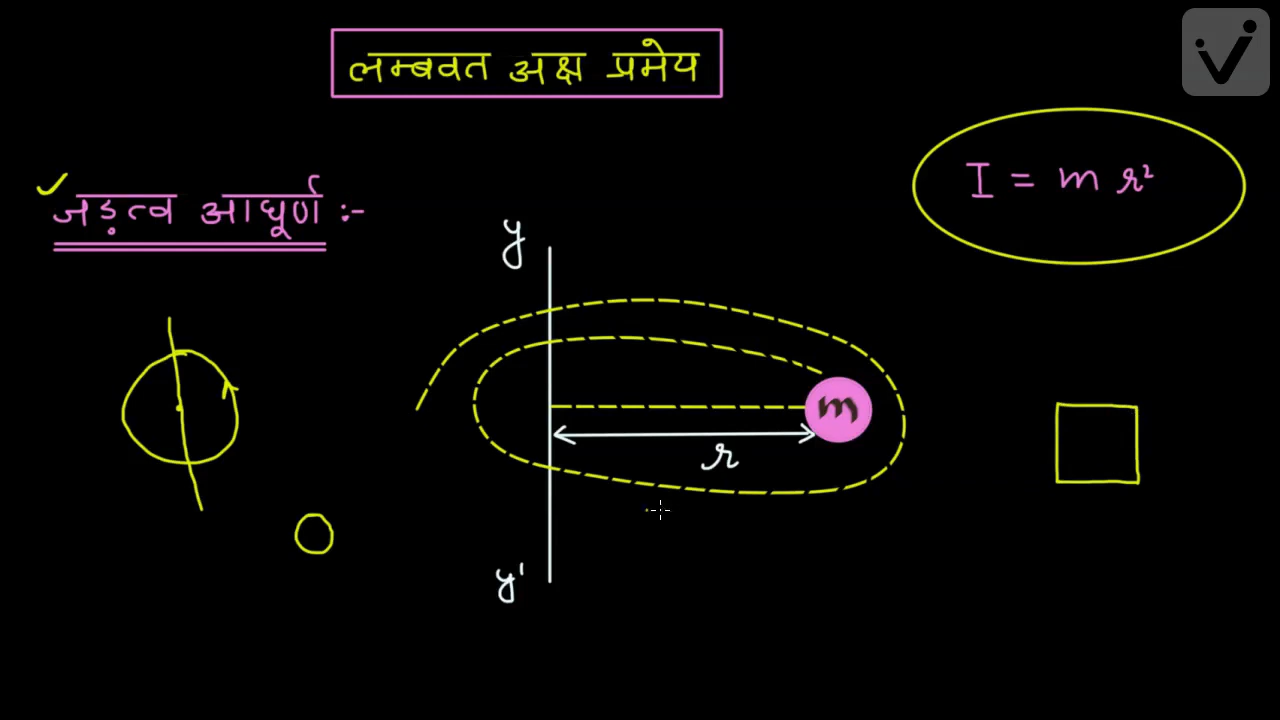 लम्बवत अक्ष प्रमेय
I = m r²
जड़त्व आघूर्ण :-
y
m
r
y'